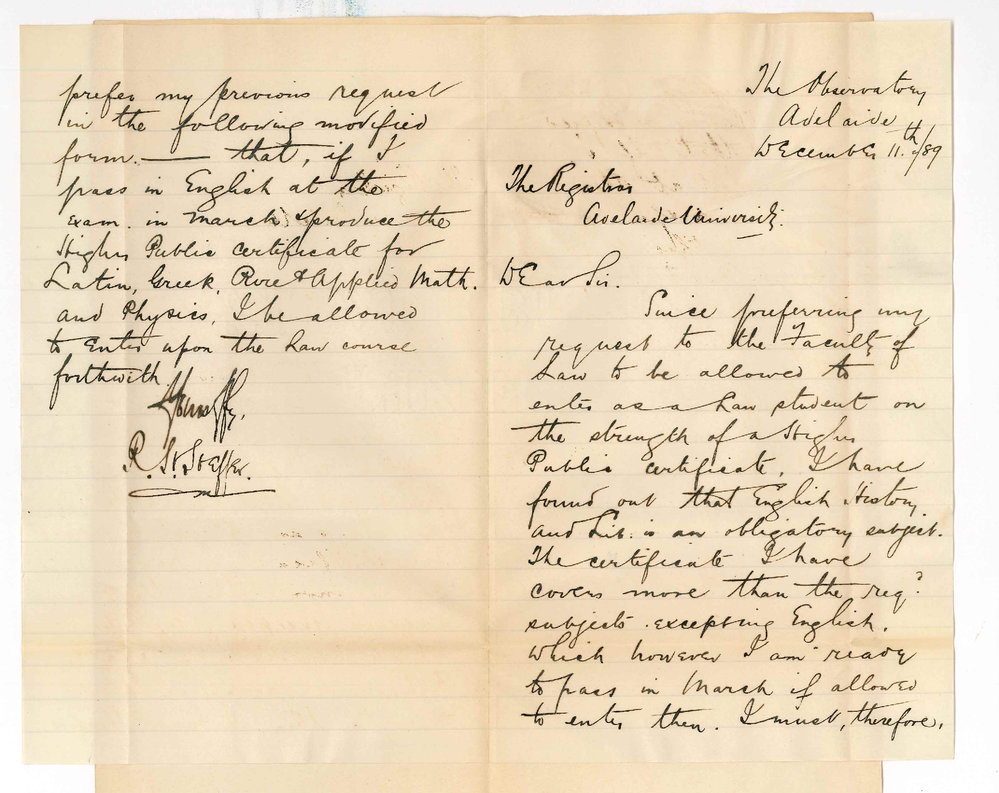 The Observatory
Adelaide
December 11.th /89
The Registrar
Adelaide University.
Dear Sir.
Since preferring my
request to the Faculty of
Law to be allowed to
enter as a Law student on
the strength of a Higher
Public certificate, I have
found out that English History
and Lit. is an obligatory subject.
The certificate I have
covers more than the req.d
subjects excepting English,
which however I am ready
to pass in March if allowed
to enter then. I must, therefore,
prefer my previous request
in the following modified
form. — that, if I
pass in English at the
exam. in March & produce the
Higher Public certificate for
Latin, Greek, Pure & Applied Math.
and Physics, I be allowed
to enter upon the Law course
forthwith
R. H.